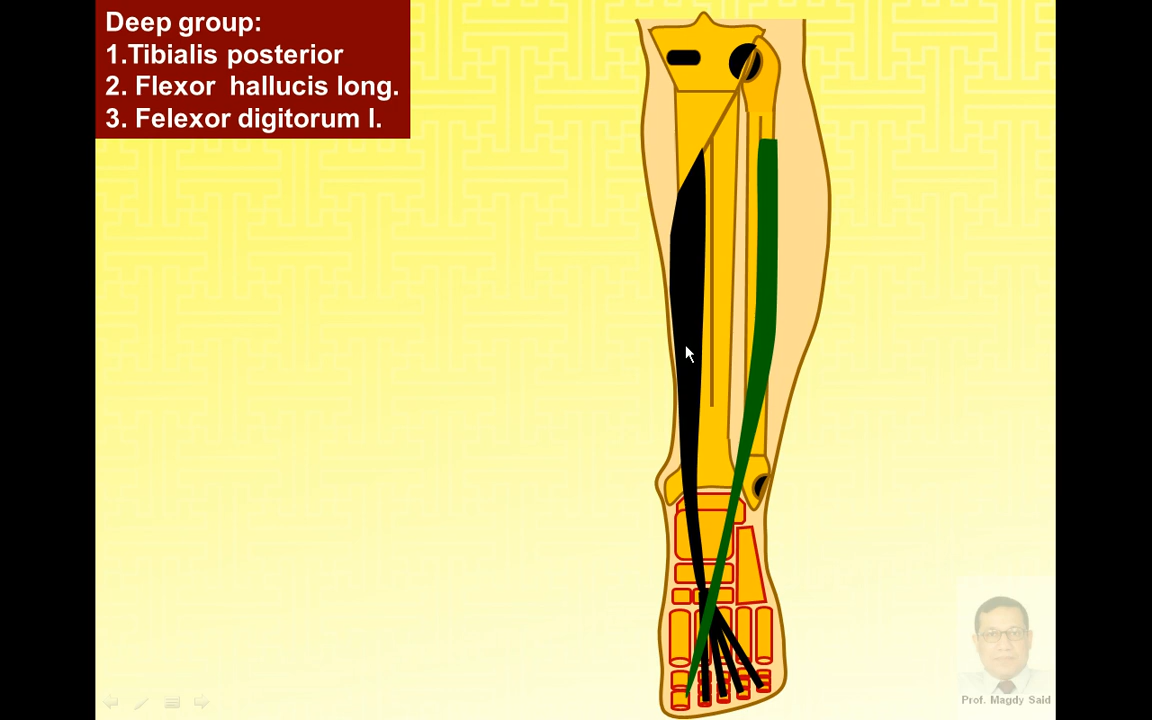 Deep group:
1.Tibialis posterior
2. Flexor hallucis long.
3. Felexor digitorum l.
Prof. Magdy Said